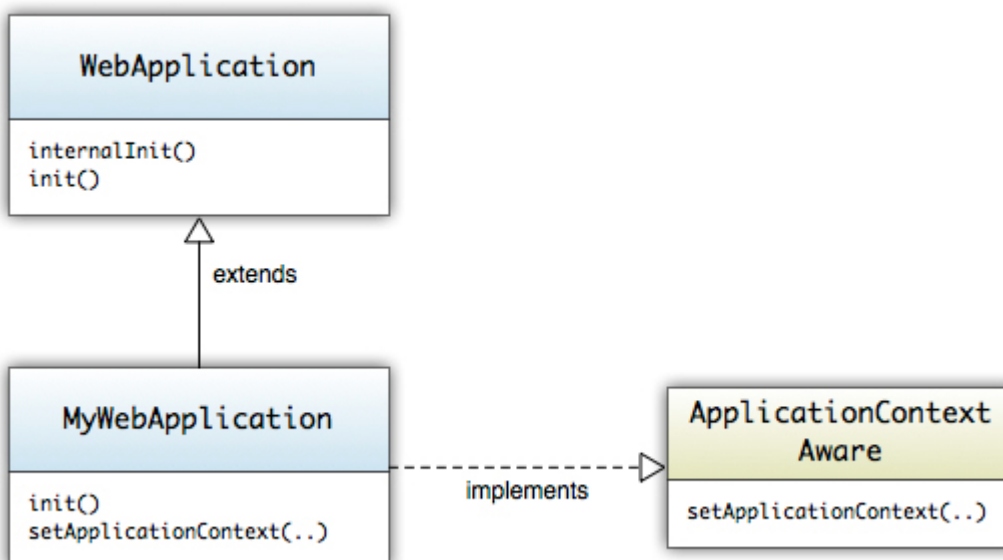 WebApplication
internalInit()
init()
extends
MyWebApplication
init()
setApplicationContext(..)
implements
ApplicationContext
Aware
setApplicationContext(..)